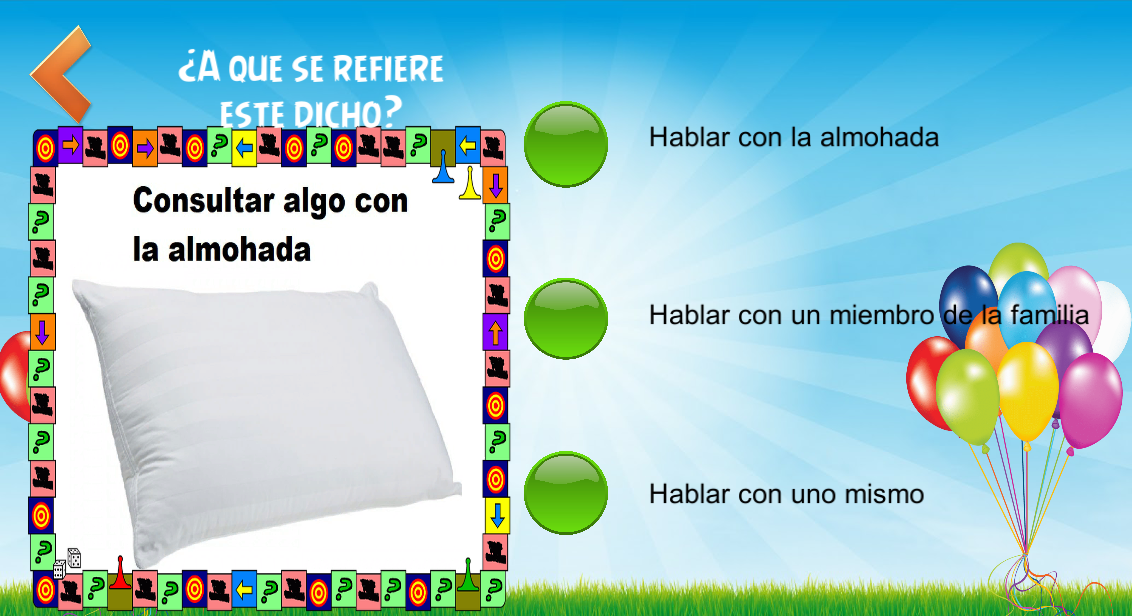 ¿A QUE SE REFIERE
ESTE DICHO?
Consultar algo con
la almohada
Hablar con la almohada
Hablar con un miembro de la familia
Hablar con uno mismo